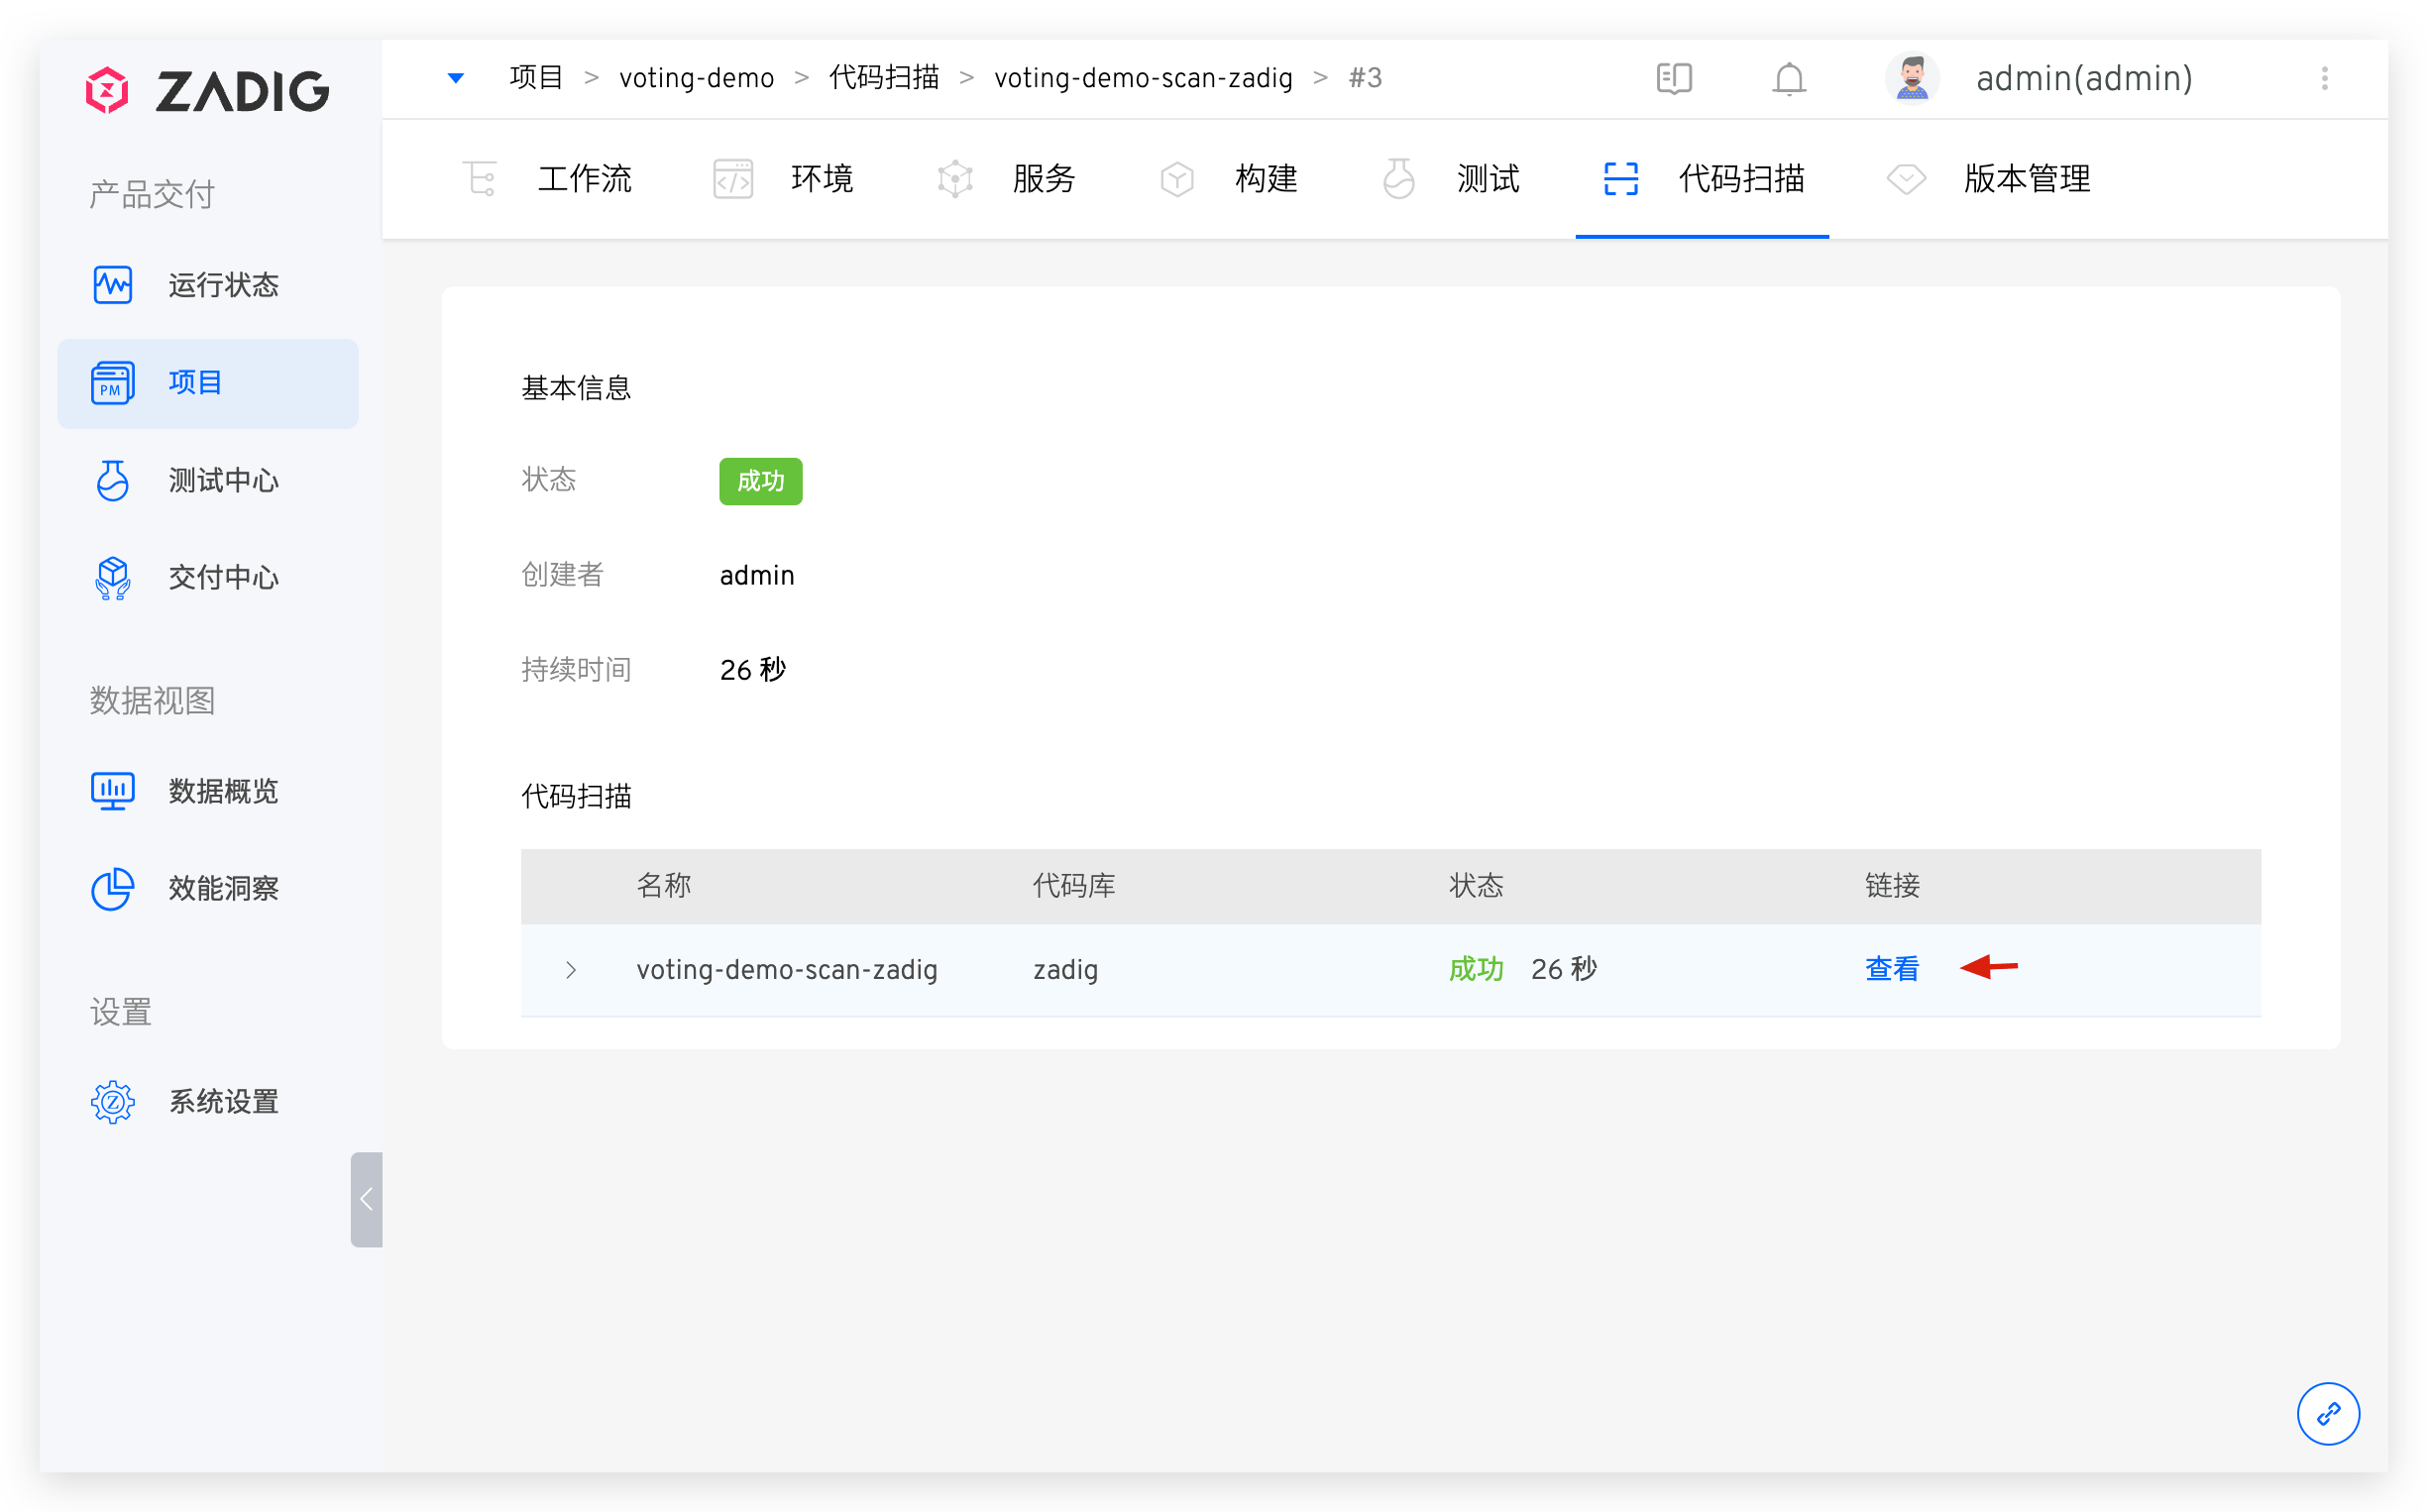 ZADIG
项目 > voting-demo > 代码扫描 > voting-demo-scan-zadig > #3
admin(admin)
工作流 环境 服务 构建 测试 代码扫描 版本管理
产品交付
运行状态
PM 项目
测试中心
交付中心
数据视图
数据概览
效能洞察
设置
Z 系统设置
基本信息
状态 成功
创建者 admin
持续时间 26 秒
代码扫描
名称 代码库 状态 链接
voting-demo-scan-zadig zadig 成功 26 秒 查看